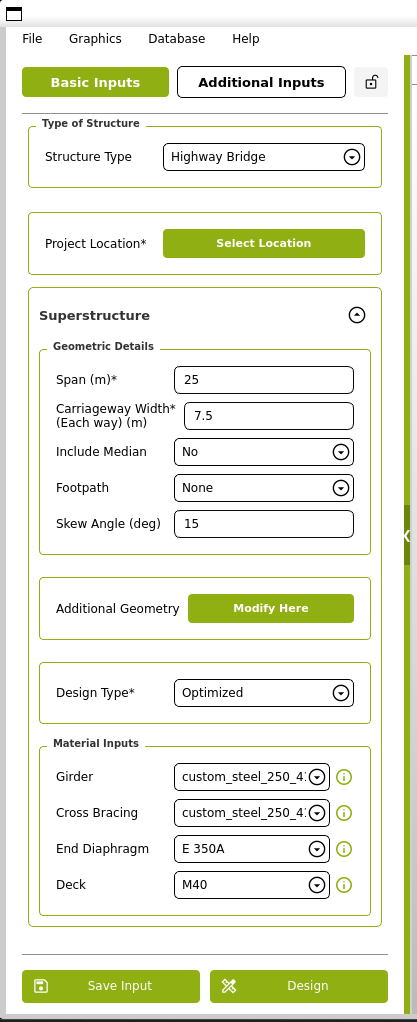 File Graphics Database Help
Basic Inputs Additional Inputs
Type of Structure
Structure Type Highway Bridge
Project Location* Select Location
Superstructure
Geometric Details
Span (m)* 25
Carriageway Width*
(Each way) (m) 7.5
Include Median No
Footpath None
Skew Angle (deg) 15
Additional Geometry Modify Here
Design Type* Optimized
Material Inputs
Girder custom_steel_250_4
Cross Bracing custom_steel_250_4
End Diaphragm E 350A
Deck M40
Save Input Design